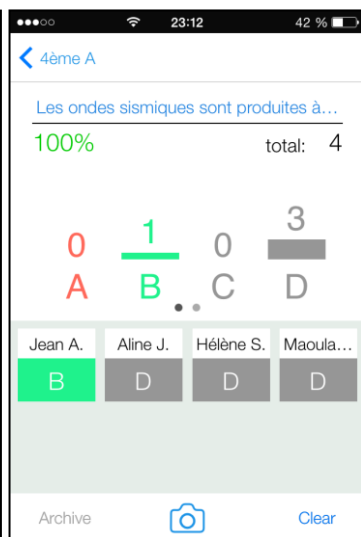 23:12 42 %
4ème A
Les ondes sismiques sont produites à...
100% total: 4
0 1 0 3
A B C D
Jean A. Aline J. Hélène S. Maoula...
B D D D
Archive Clear